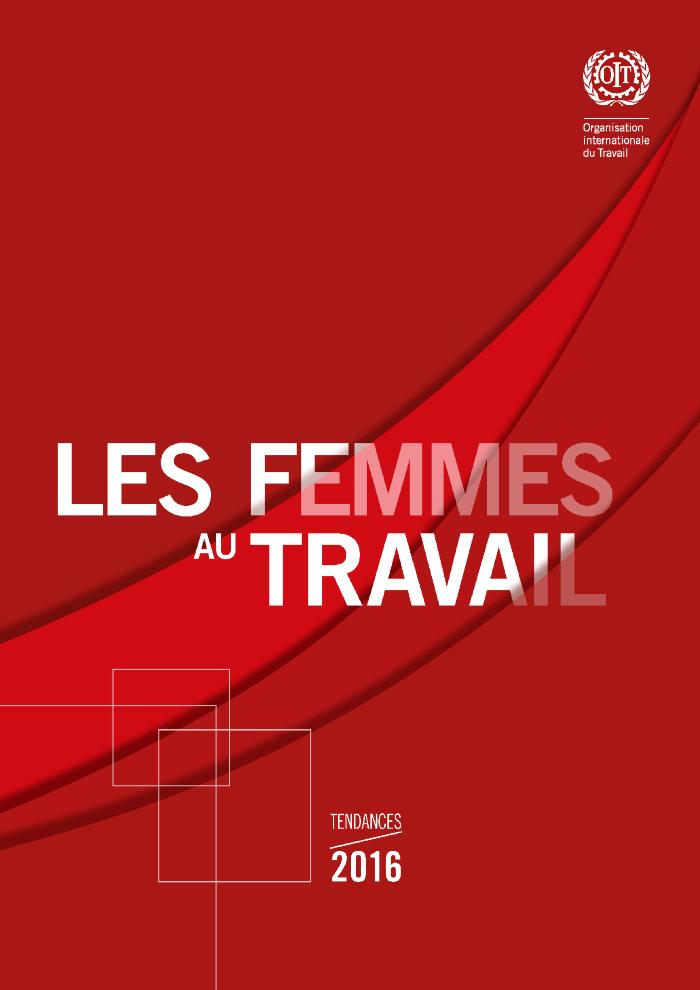 OIT
Organisation
internationale
du Travail
LES FEMMES
AU TRAVAIL
TENDANCES
2016